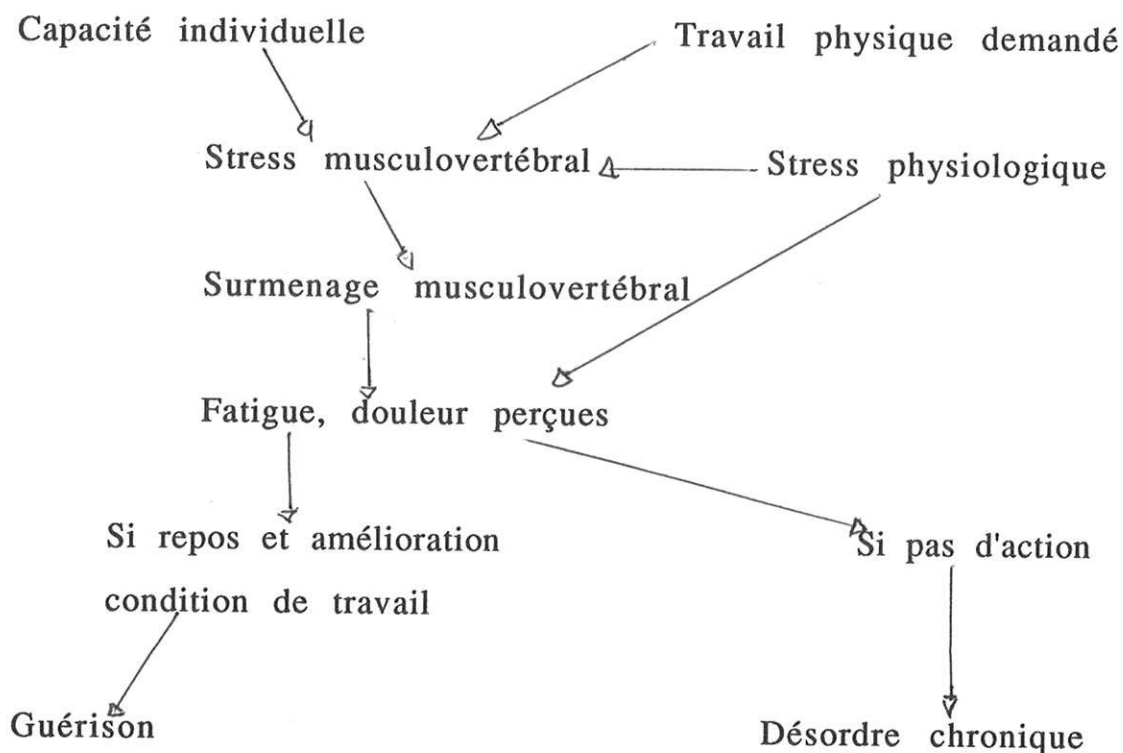 Capacité individuelle
Travail physique demandé
Stress musculovertébral
Stress physiologique
Surmenage musculovertébral
Fatigue, douleur perçues
Si repos et amélioration
condition de travail
Si pas d'action
Guérison
Désordre chronique